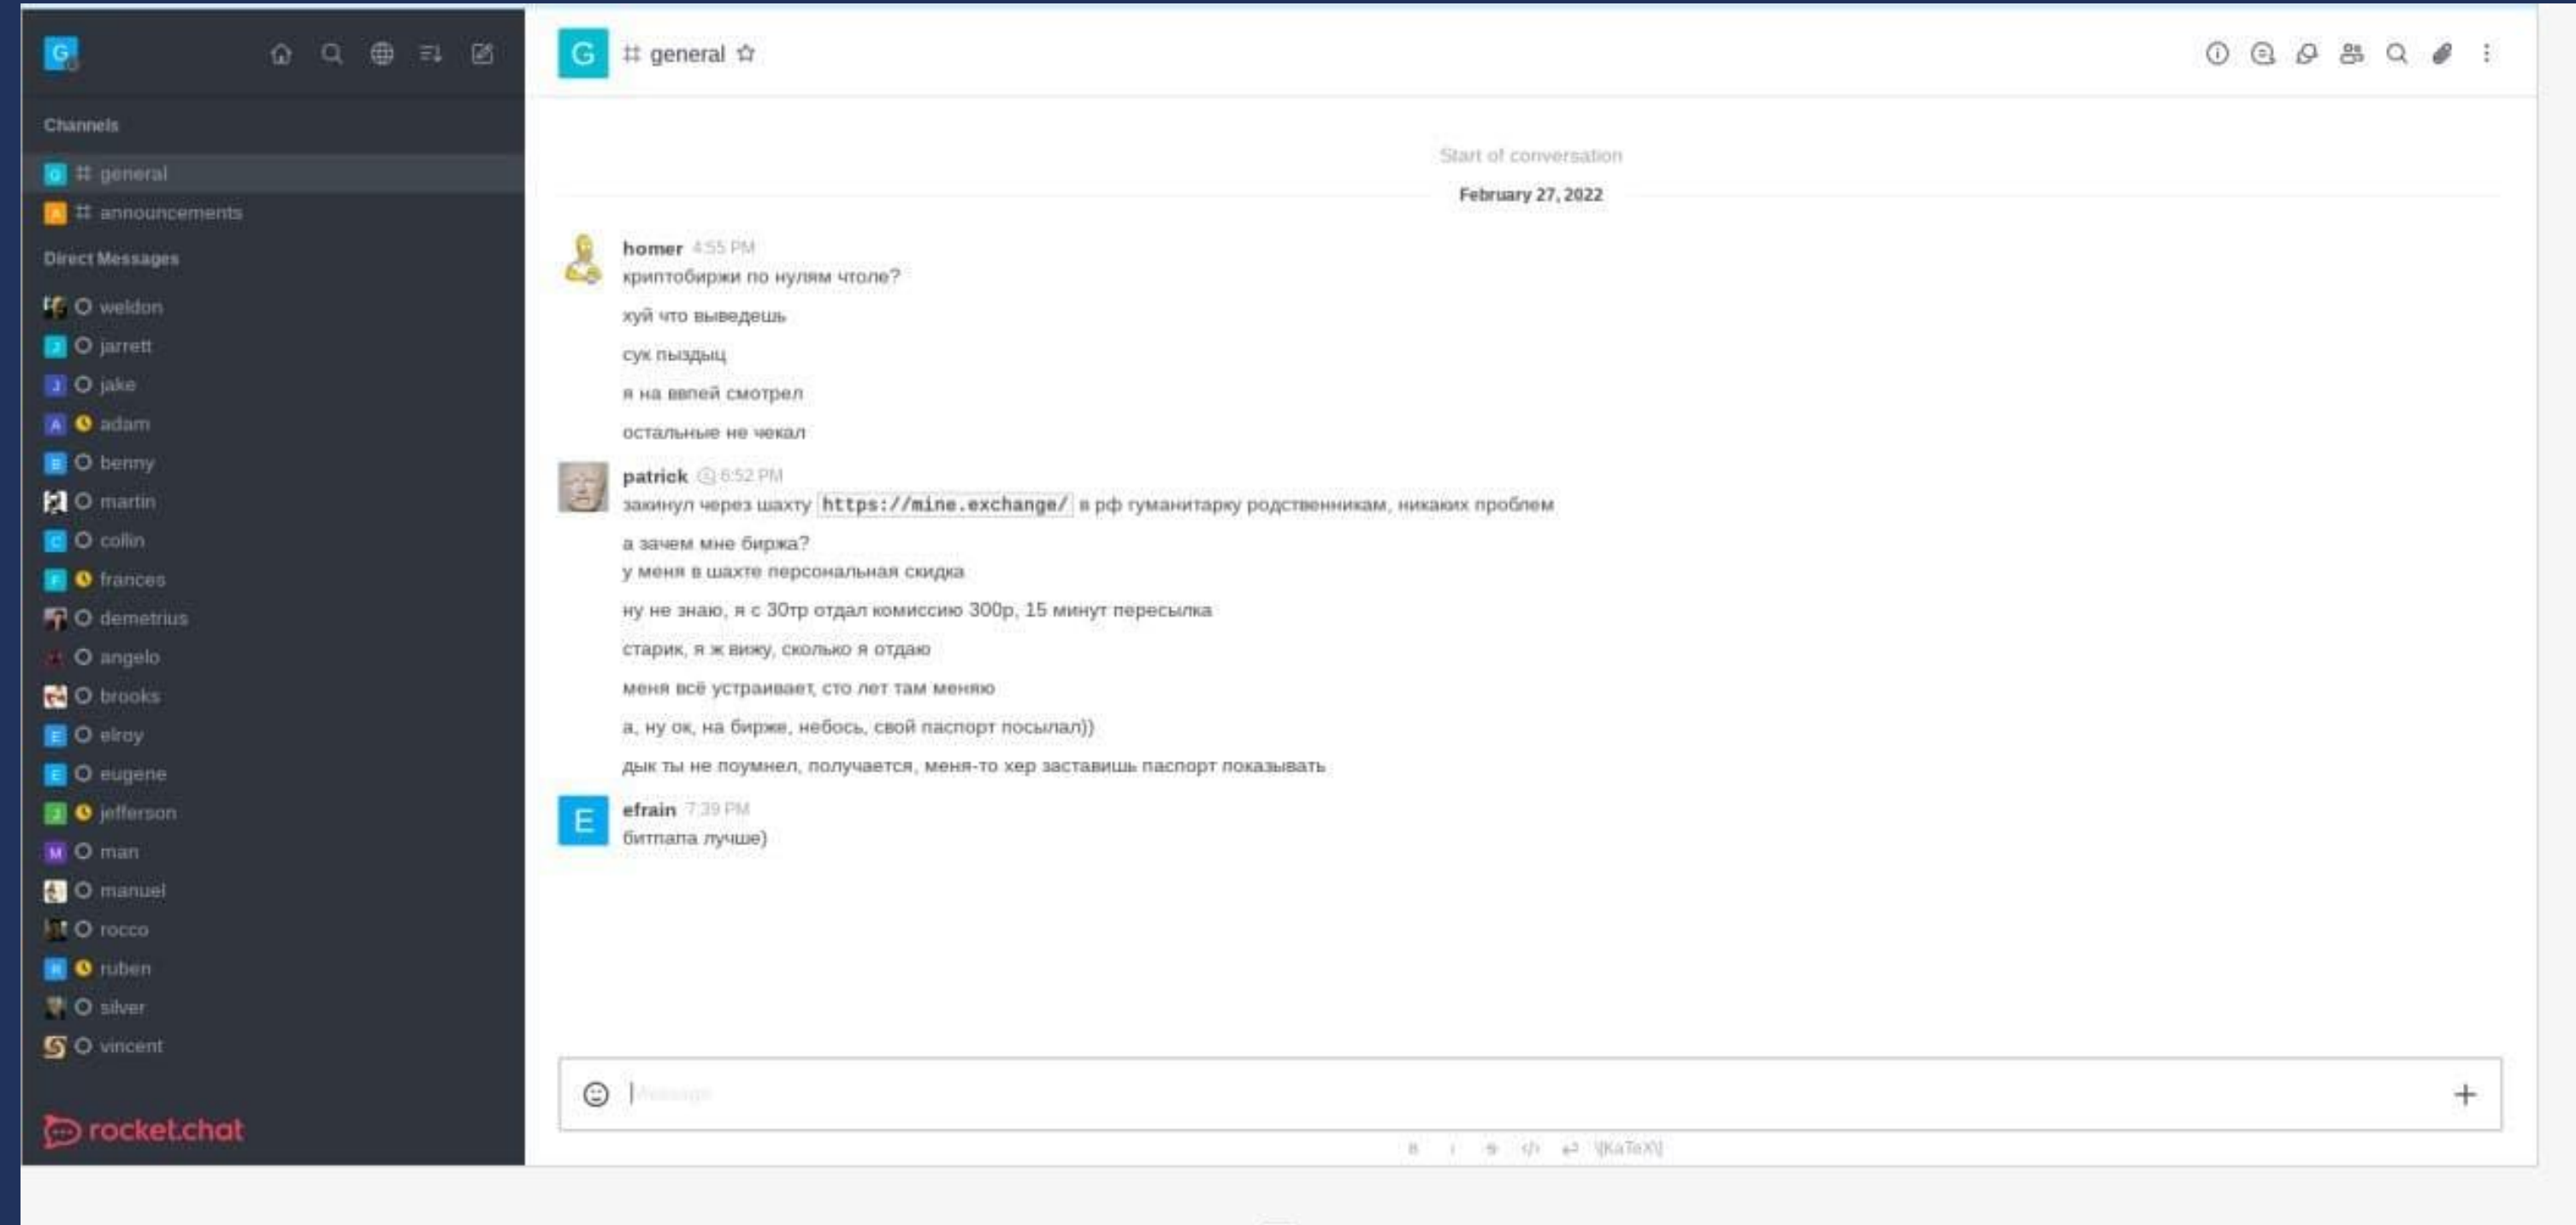 G
Channels
# general
# announcements
Direct Messages
weldon
jarrett
jake
adam
benny
martin
collin
frances
demetrius
angelo
brooks
elroy
eugene
jefferson
man
manuel
rocco
ruben
silver
vincent
rocket.chat
G # general
Start of conversation
February 27, 2022
homer 4:55 PM
криптобиржи по нулям чтоле?
хуй что выведешь
сук пыздыц
я на ввпей смотрел
остальные не чекал
patrick 6:52 PM
закинул через шахту https://mine.exchange/ в рф гуманитарку родственникам, никаких проблем
а зачем мне биржа?
у меня в шахте персональная скидка
ну не знаю, я с 30тр отдал комиссию 300р, 15 минут пересылка
старик, я ж вижу, сколько я отдаю
меня всё устраивает, сто лет там меняю
а, ну ок, на бирже, небось, свой паспорт посылал))
дык ты не поумнел, получается, меня-то хер заставишь паспорт показывать
E efrain 7:39 PM
битпапа лучше)
Message
B i S </> \[KaTeX\]